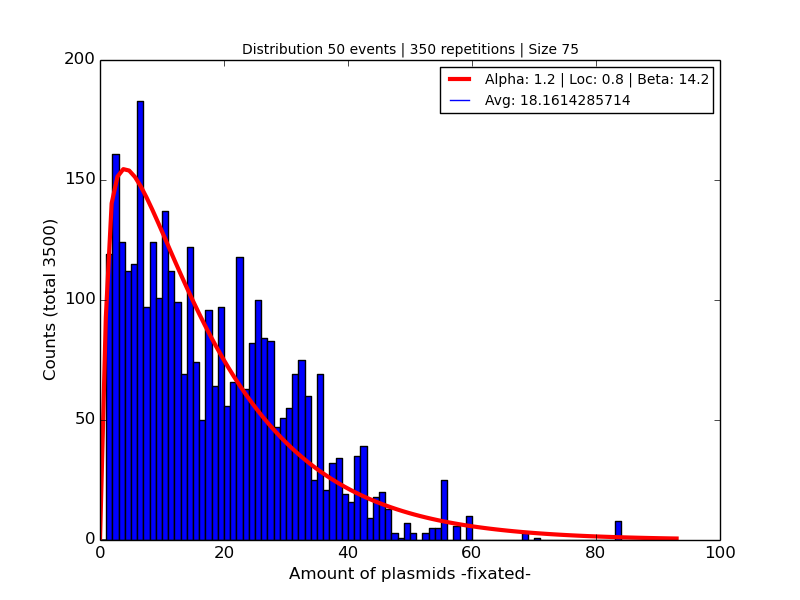 Distribution 50 events | 350 repetitions | Size 75
Alpha: 1.2 | Loc: 0.8 | Beta: 14.2
Avg: 18.1614285714
200
150
100
50
0
Counts (total 3500)
0 20 40 60 80 100
Amount of plasmids -fixated-